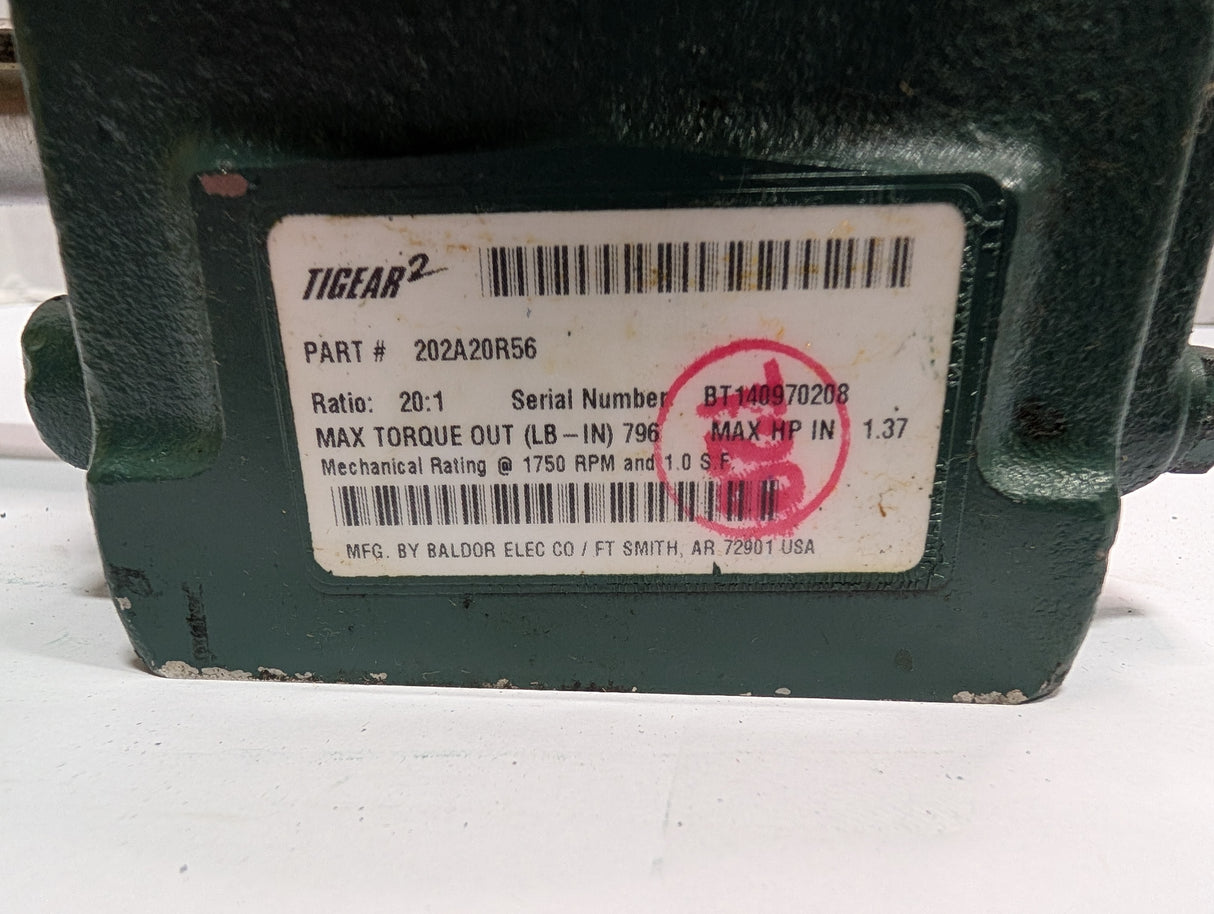 TIGEAR2
PART # 202A20R56
Ratio: 20:1 Serial Number BT140970208
MAX TORQUE OUT (LB-IN) 796 MAX HP IN 1.37
Mechanical Rating @ 1750 RPM and 1.0 S.F.
MFG. BY BALDOR ELEC CO / FT SMITH, AR 72901 USA